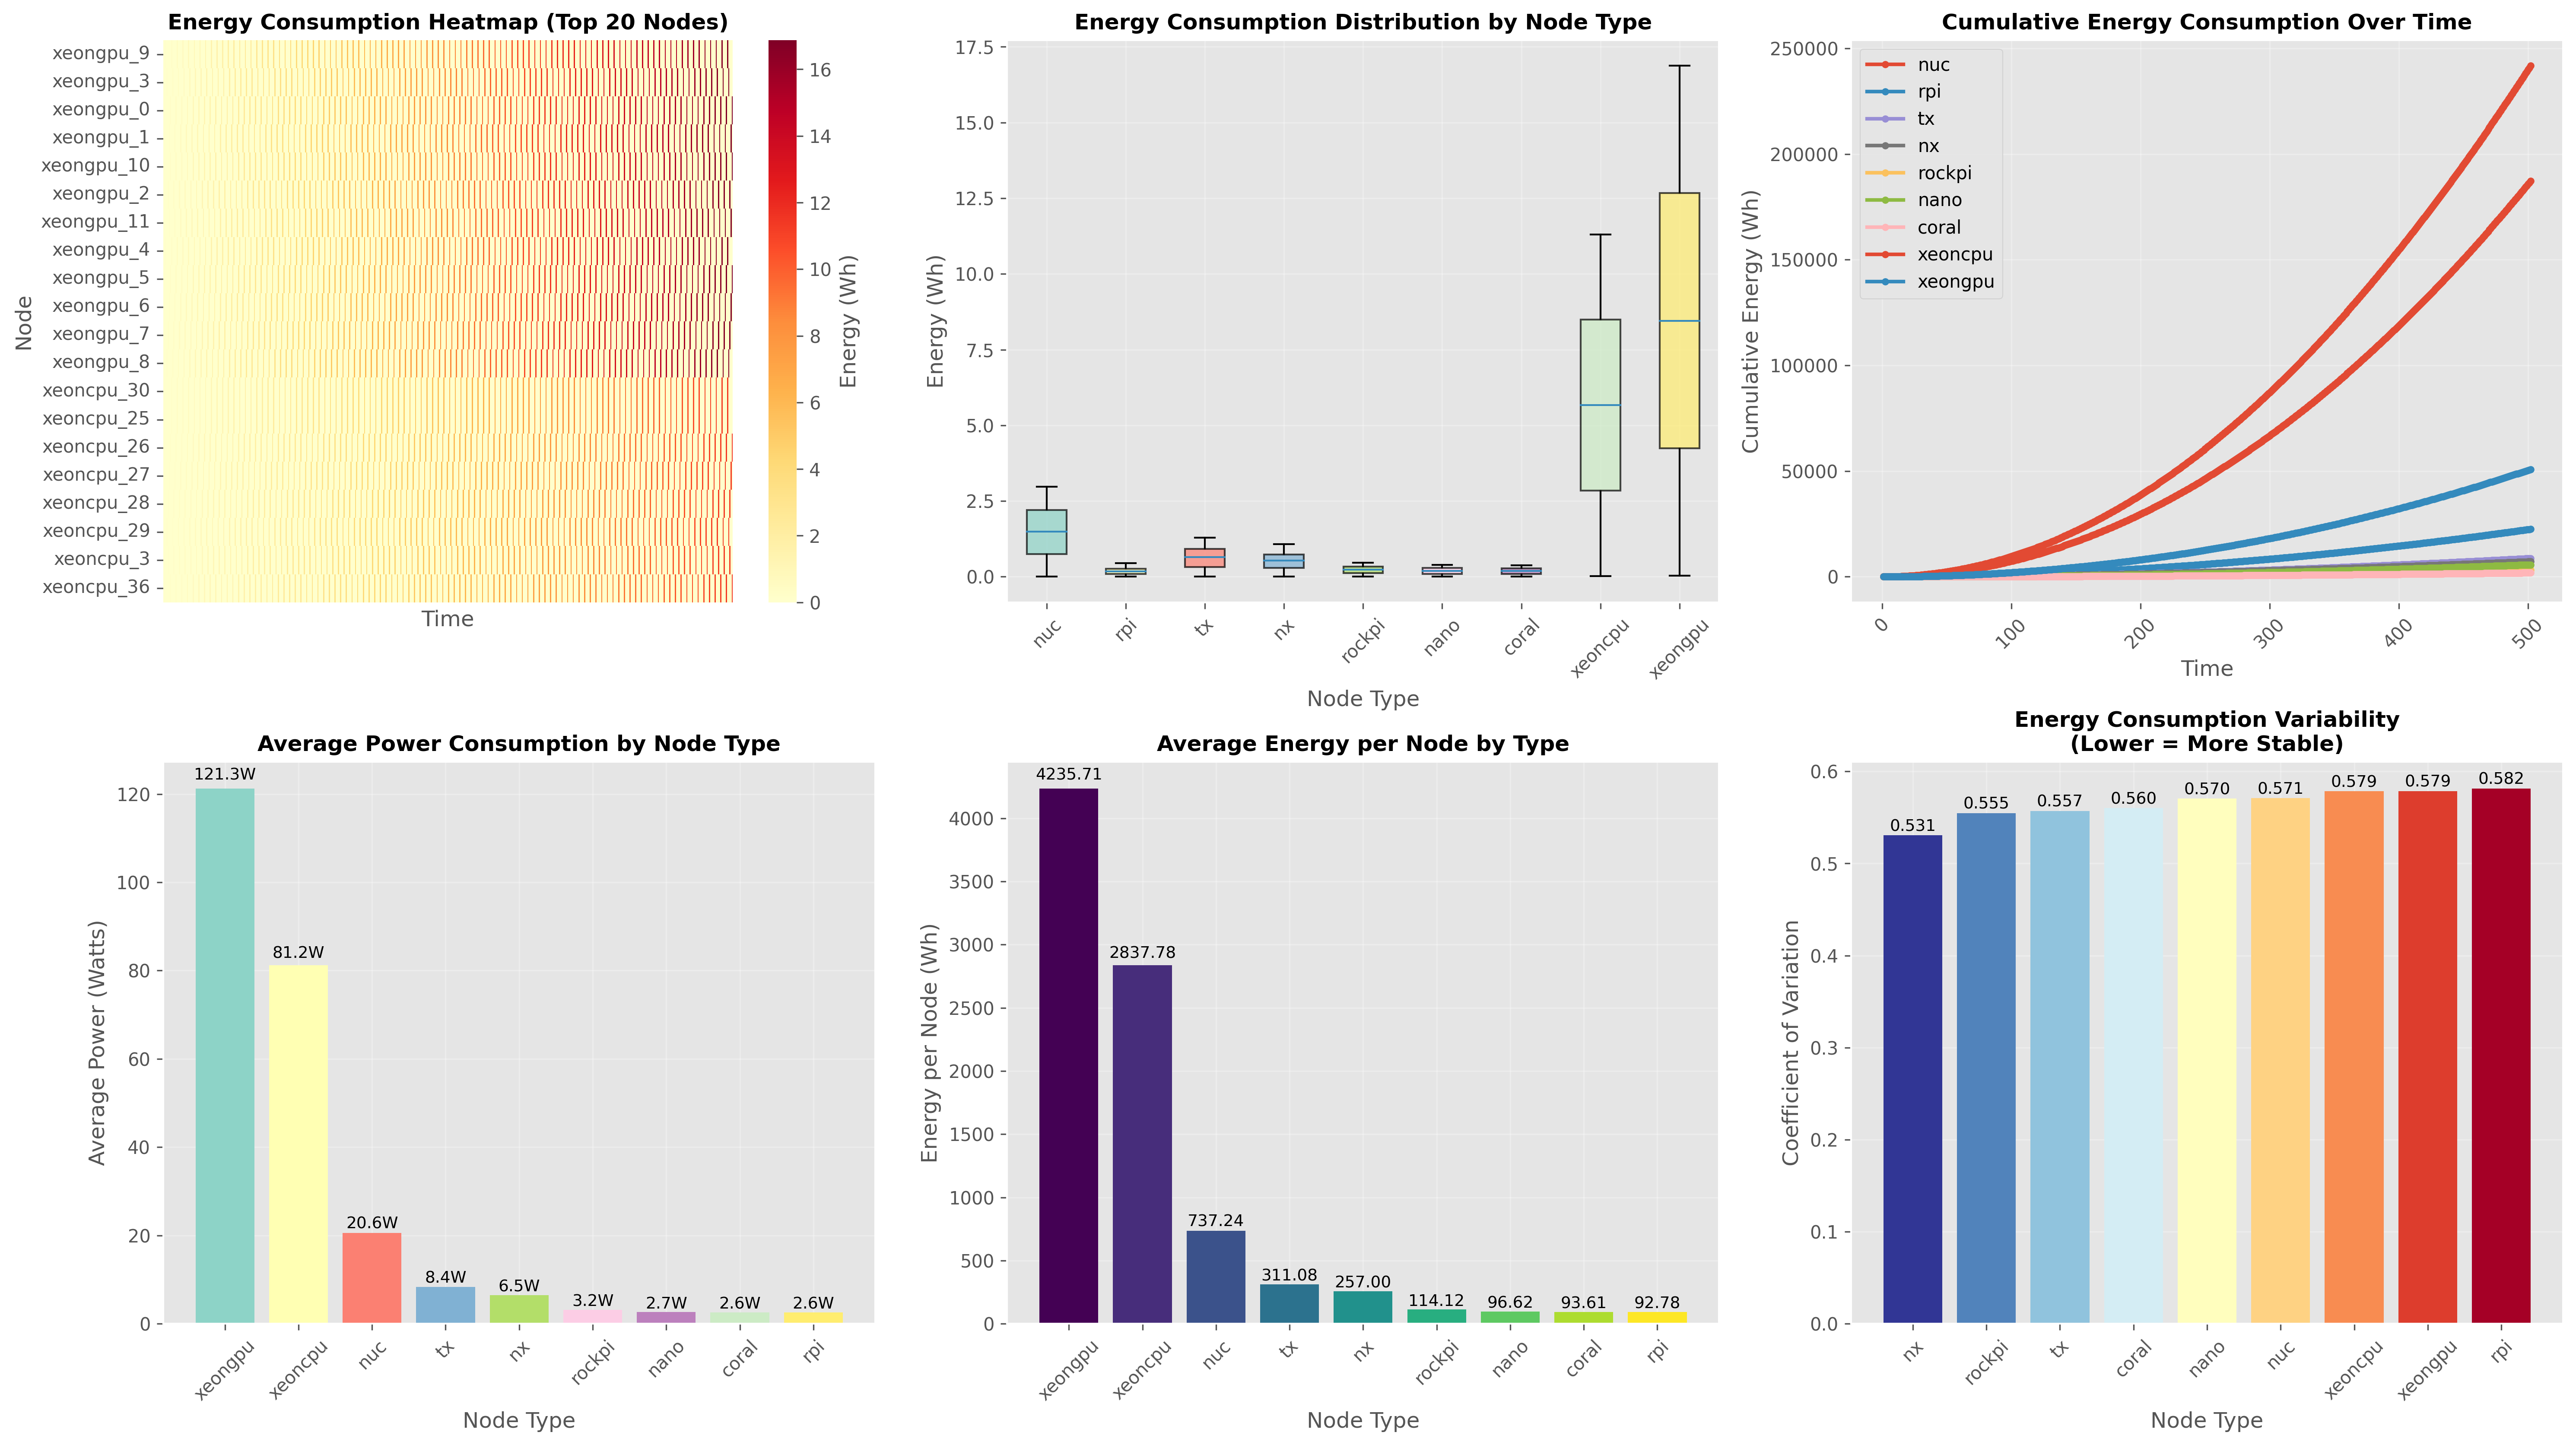 Energy Consumption Heatmap (Top 20 Nodes)
Node
xeongpu_9
xeongpu_3
xeongpu_0
xeongpu_1
xeongpu_10
xeongpu_2
xeongpu_11
xeongpu_4
xeongpu_5
xeongpu_6
xeongpu_7
xeongpu_8
xeoncpu_30
xeoncpu_25
xeoncpu_26
xeoncpu_27
xeoncpu_28
xeoncpu_29
xeoncpu_3
xeoncpu_36
Time
16
14
12
10
8
6
4
2
0
Energy (Wh)
Energy Consumption Distribution by Node Type
Energy (Wh)
17.5
15.0
12.5
10.0
7.5
5.0
2.5
0.0
nuc
rpi
tx
nx
rockpi
nano
coral
xeoncpu
xeongpu
Node Type
Cumulative Energy Consumption Over Time
Cumulative Energy (Wh)
250000
200000
150000
100000
50000
0
nuc
rpi
tx
nx
rockpi
nano
coral
xeoncpu
xeongpu
0
100
200
300
400
500
Time
Average Power Consumption by Node Type
Average Power (Watts)
120
100
80
60
40
20
0
121.3W
81.2W
20.6W
8.4W
6.5W
3.2W
2.7W
2.6W
2.6W
xeongpu
xeoncpu
nuc
tx
nx
rockpi
nano
coral
rpi
Node Type
Average Energy per Node by Type
Energy per Node (Wh)
4000
3500
3000
2500
2000
1500
1000
500
0
4235.71
2837.78
737.24
311.08
257.00
114.12
96.62
93.61
92.78
xeongpu
xeoncpu
nuc
tx
nx
rockpi
nano
coral
rpi
Node Type
Energy Consumption Variability
(Lower = More Stable)
Coefficient of Variation
0.6
0.5
0.4
0.3
0.2
0.1
0.0
0.531
0.555
0.557
0.560
0.570
0.571
0.579
0.579
0.582
nx
rockpi
tx
coral
nano
nuc
xeoncpu
xeongpu
rpi
Node Type